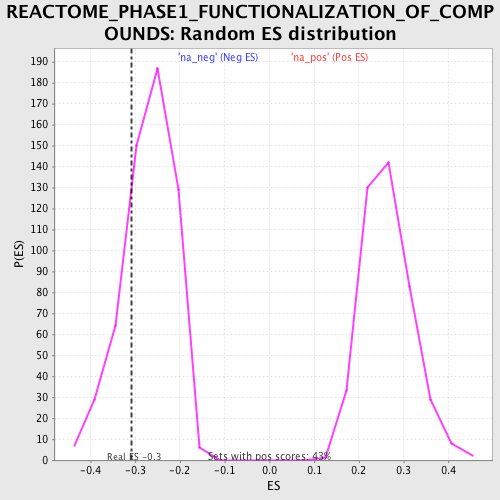 REACTOME_PHASE1_FUNCTIONALIZATION_OF_COMP
OUNDS: Random ES distribution
'na_neg' (Neg ES) 'na_pos' (Pos ES)
190
180
170
160
150
140
130
120
110
100
90
80
70
60
50
40
30
20
10
0
P(ES)
Real ES -0.3 Sets with pos scores: 43%
-0.4 -0.3 -0.2 -0.1 0.0 0.1 0.2 0.3 0.4
ES